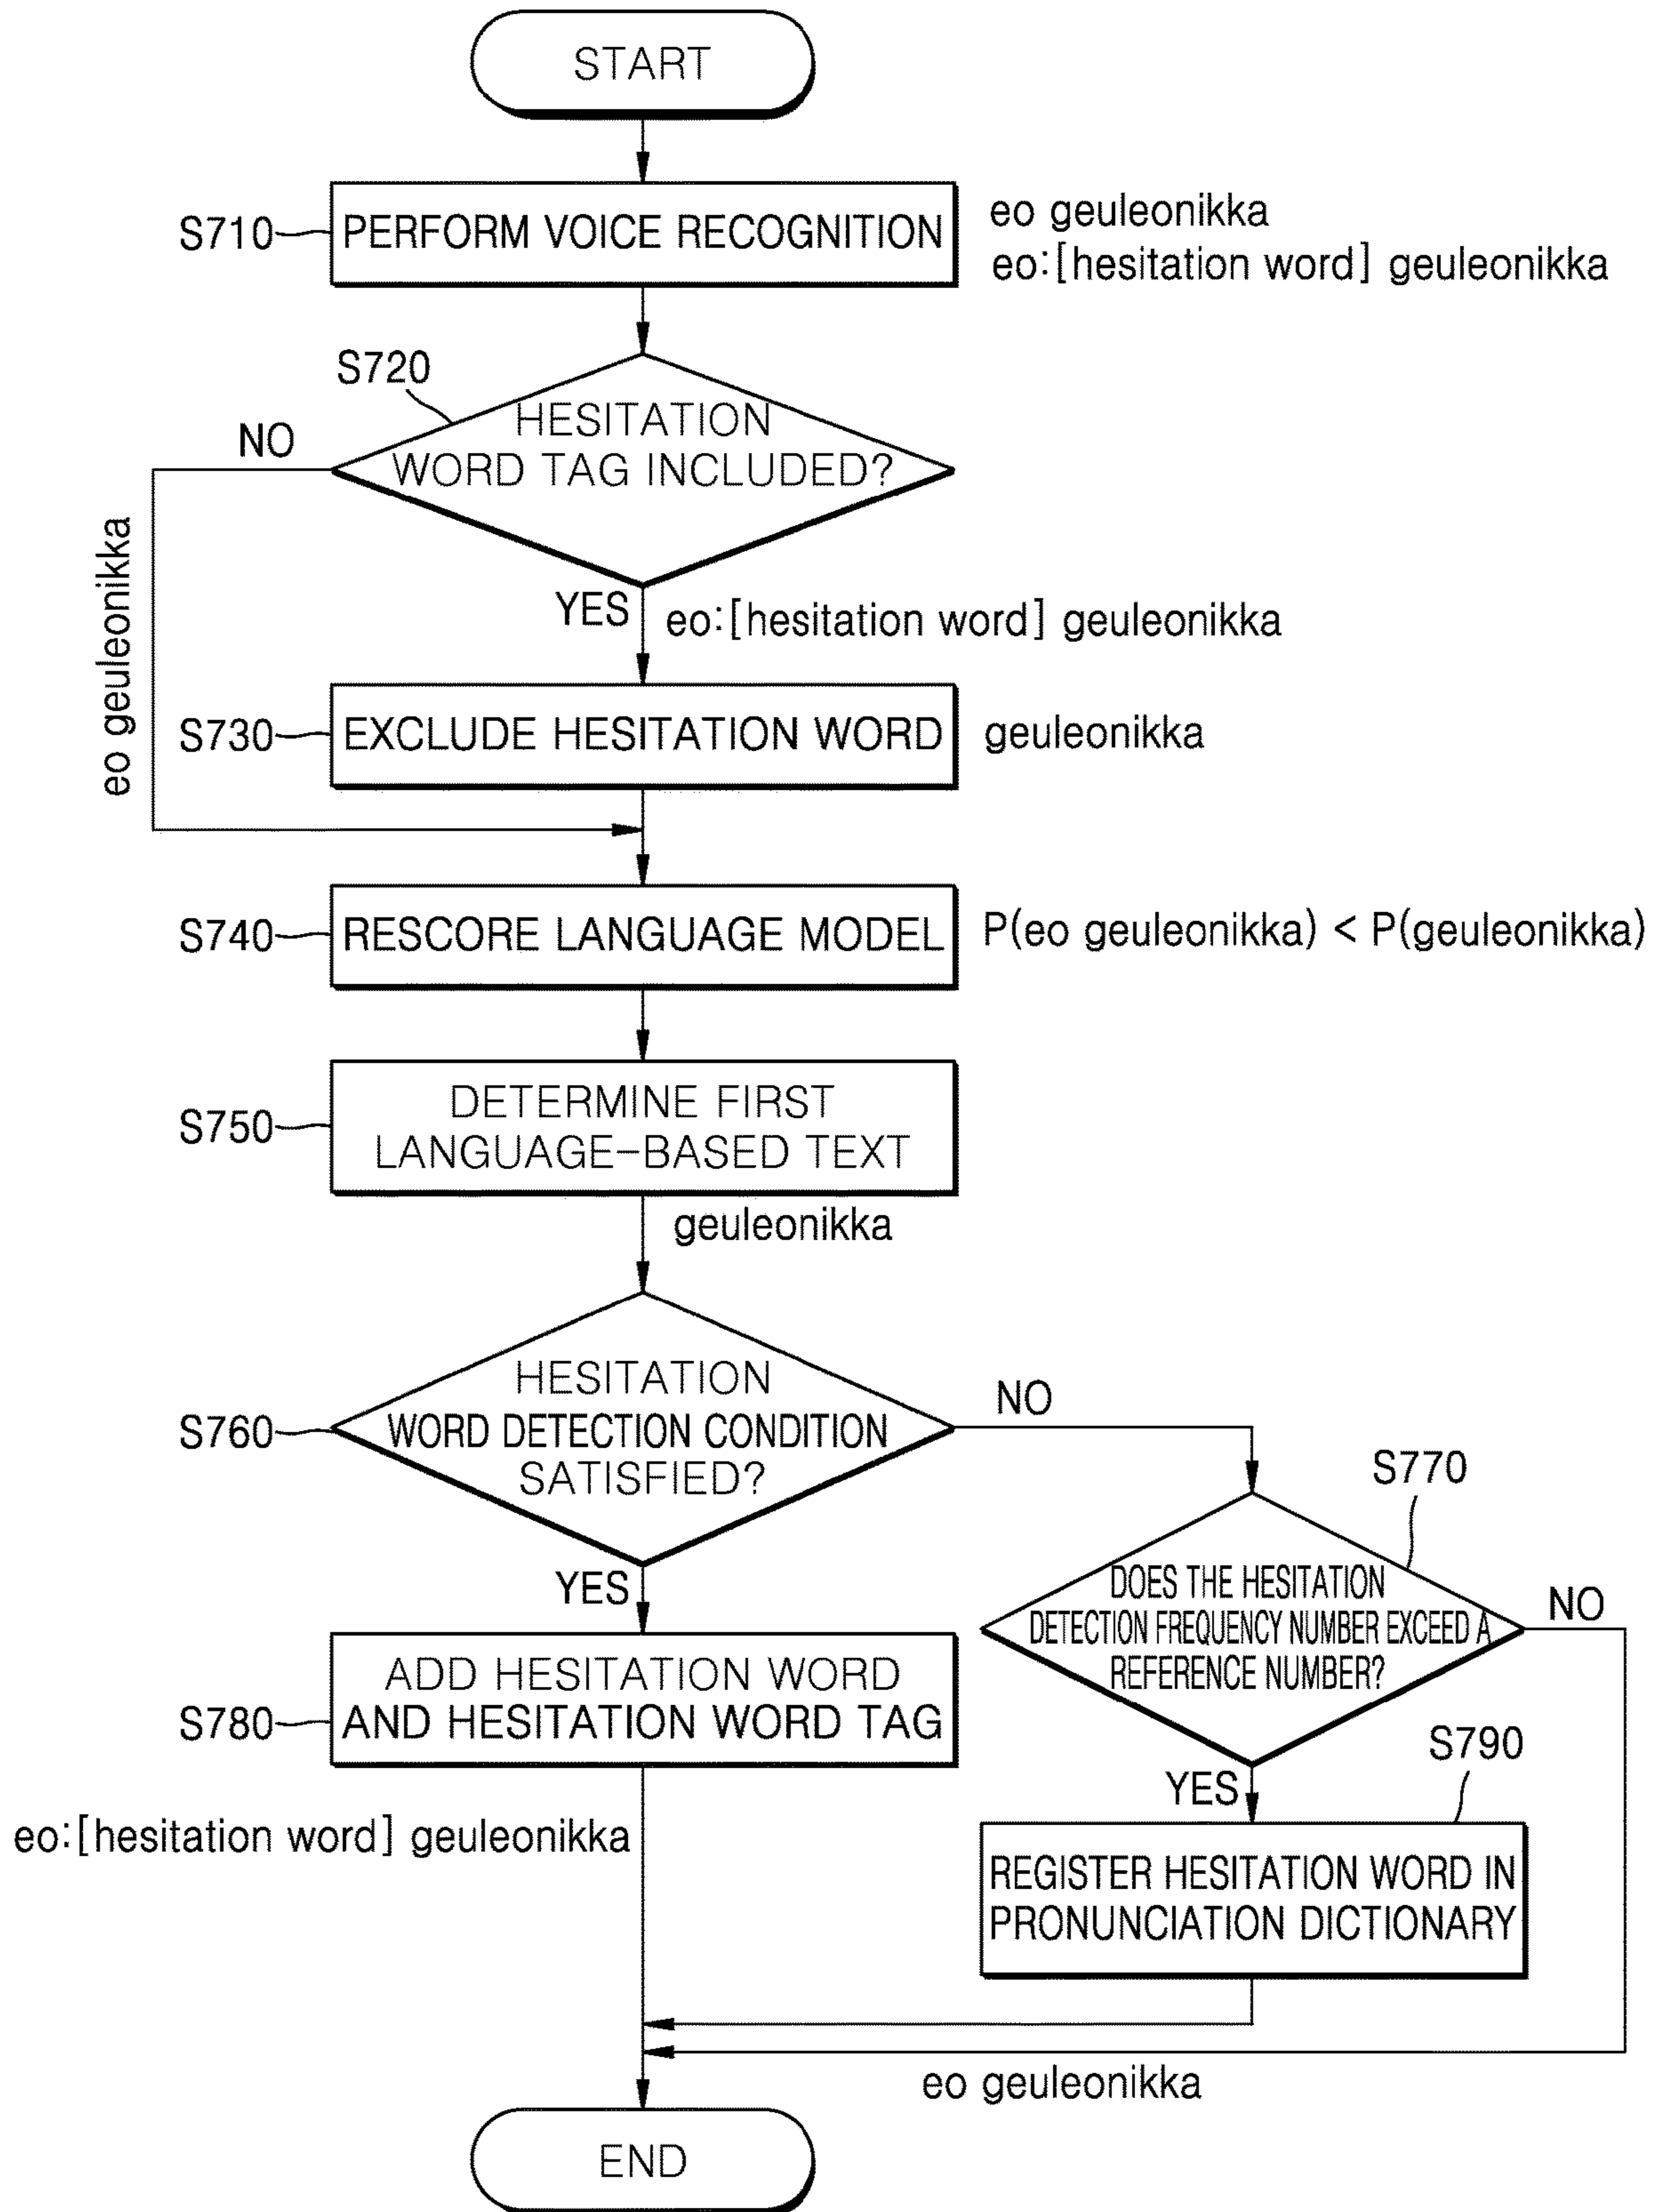 START
S710
PERFORM VOICE RECOGNITION
eo geuleonikka
eo:[hesitation word] geuleonikka
S720
HESITATION
WORD TAG INCLUDED?
NO
eo geuleonikka
YES
eo:[hesitation word] geuleonikka
S730
EXCLUDE HESITATION WORD
geuleonikka
S740
RESCORE LANGUAGE MODEL
P(eo geuleonikka) < P(geuleonikka)
S750
DETERMINE FIRST
LANGUAGE-BASED TEXT
geuleonikka
S760
HESITATION
WORD DETECTION CONDITION
SATISFIED?
NO
S770
DOES THE HESITATION
DETECTION FREQUENCY NUMBER EXCEED A
REFERENCE NUMBER?
NO
YES
S780
ADD HESITATION WORD
AND HESITATION WORD TAG
YES
S790
REGISTER HESITATION WORD IN
PRONUNCIATION DICTIONARY
eo:[hesitation word] geuleonikka
eo geuleonikka
END